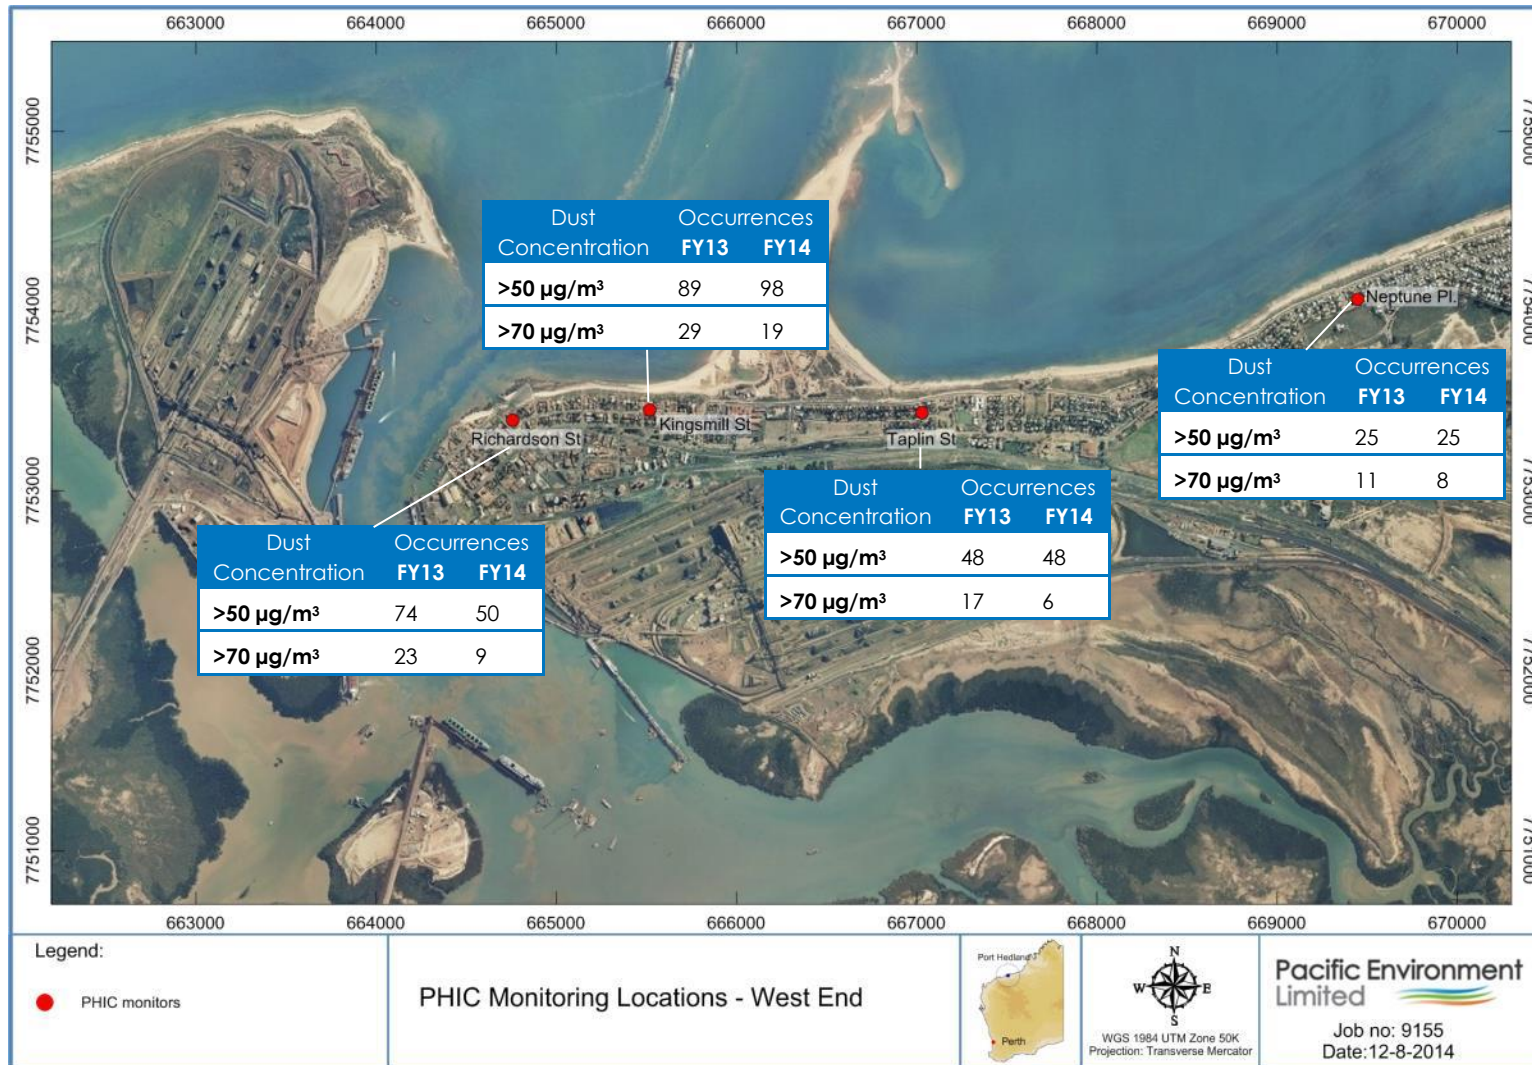 663000 664000 665000 666000 667000 668000 669000 670000
7755000 7755000
7754000 7754000
7753000 7753000
7752000 7752000
7751000 7751000
Dust Occurrences
Concentration FY13 FY14
>50 µg/m³ 89 98
>70 µg/m³ 29 19
Neptune Pl.
Dust Occurrences
Concentration FY13 FY14
>50 µg/m³ 25 25
>70 µg/m³ 11 8
Richardson St
Kingsmill St
Taplin St
Dust Occurrences
Concentration FY13 FY14
>50 µg/m³ 48 48
>70 µg/m³ 17 6
Dust Occurrences
Concentration FY13 FY14
>50 µg/m³ 74 50
>70 µg/m³ 23 9
663000 664000 665000 666000 667000 668000 669000 670000
Legend:
PHIC monitors
PHIC Monitoring Locations - West End
Port Hedland
Perth
N
W E
S
WGS 1984 UTM Zone 50K
Projection: Transverse Mercator
Pacific Environment
Limited
Job no: 9155
Date:12-8-2014